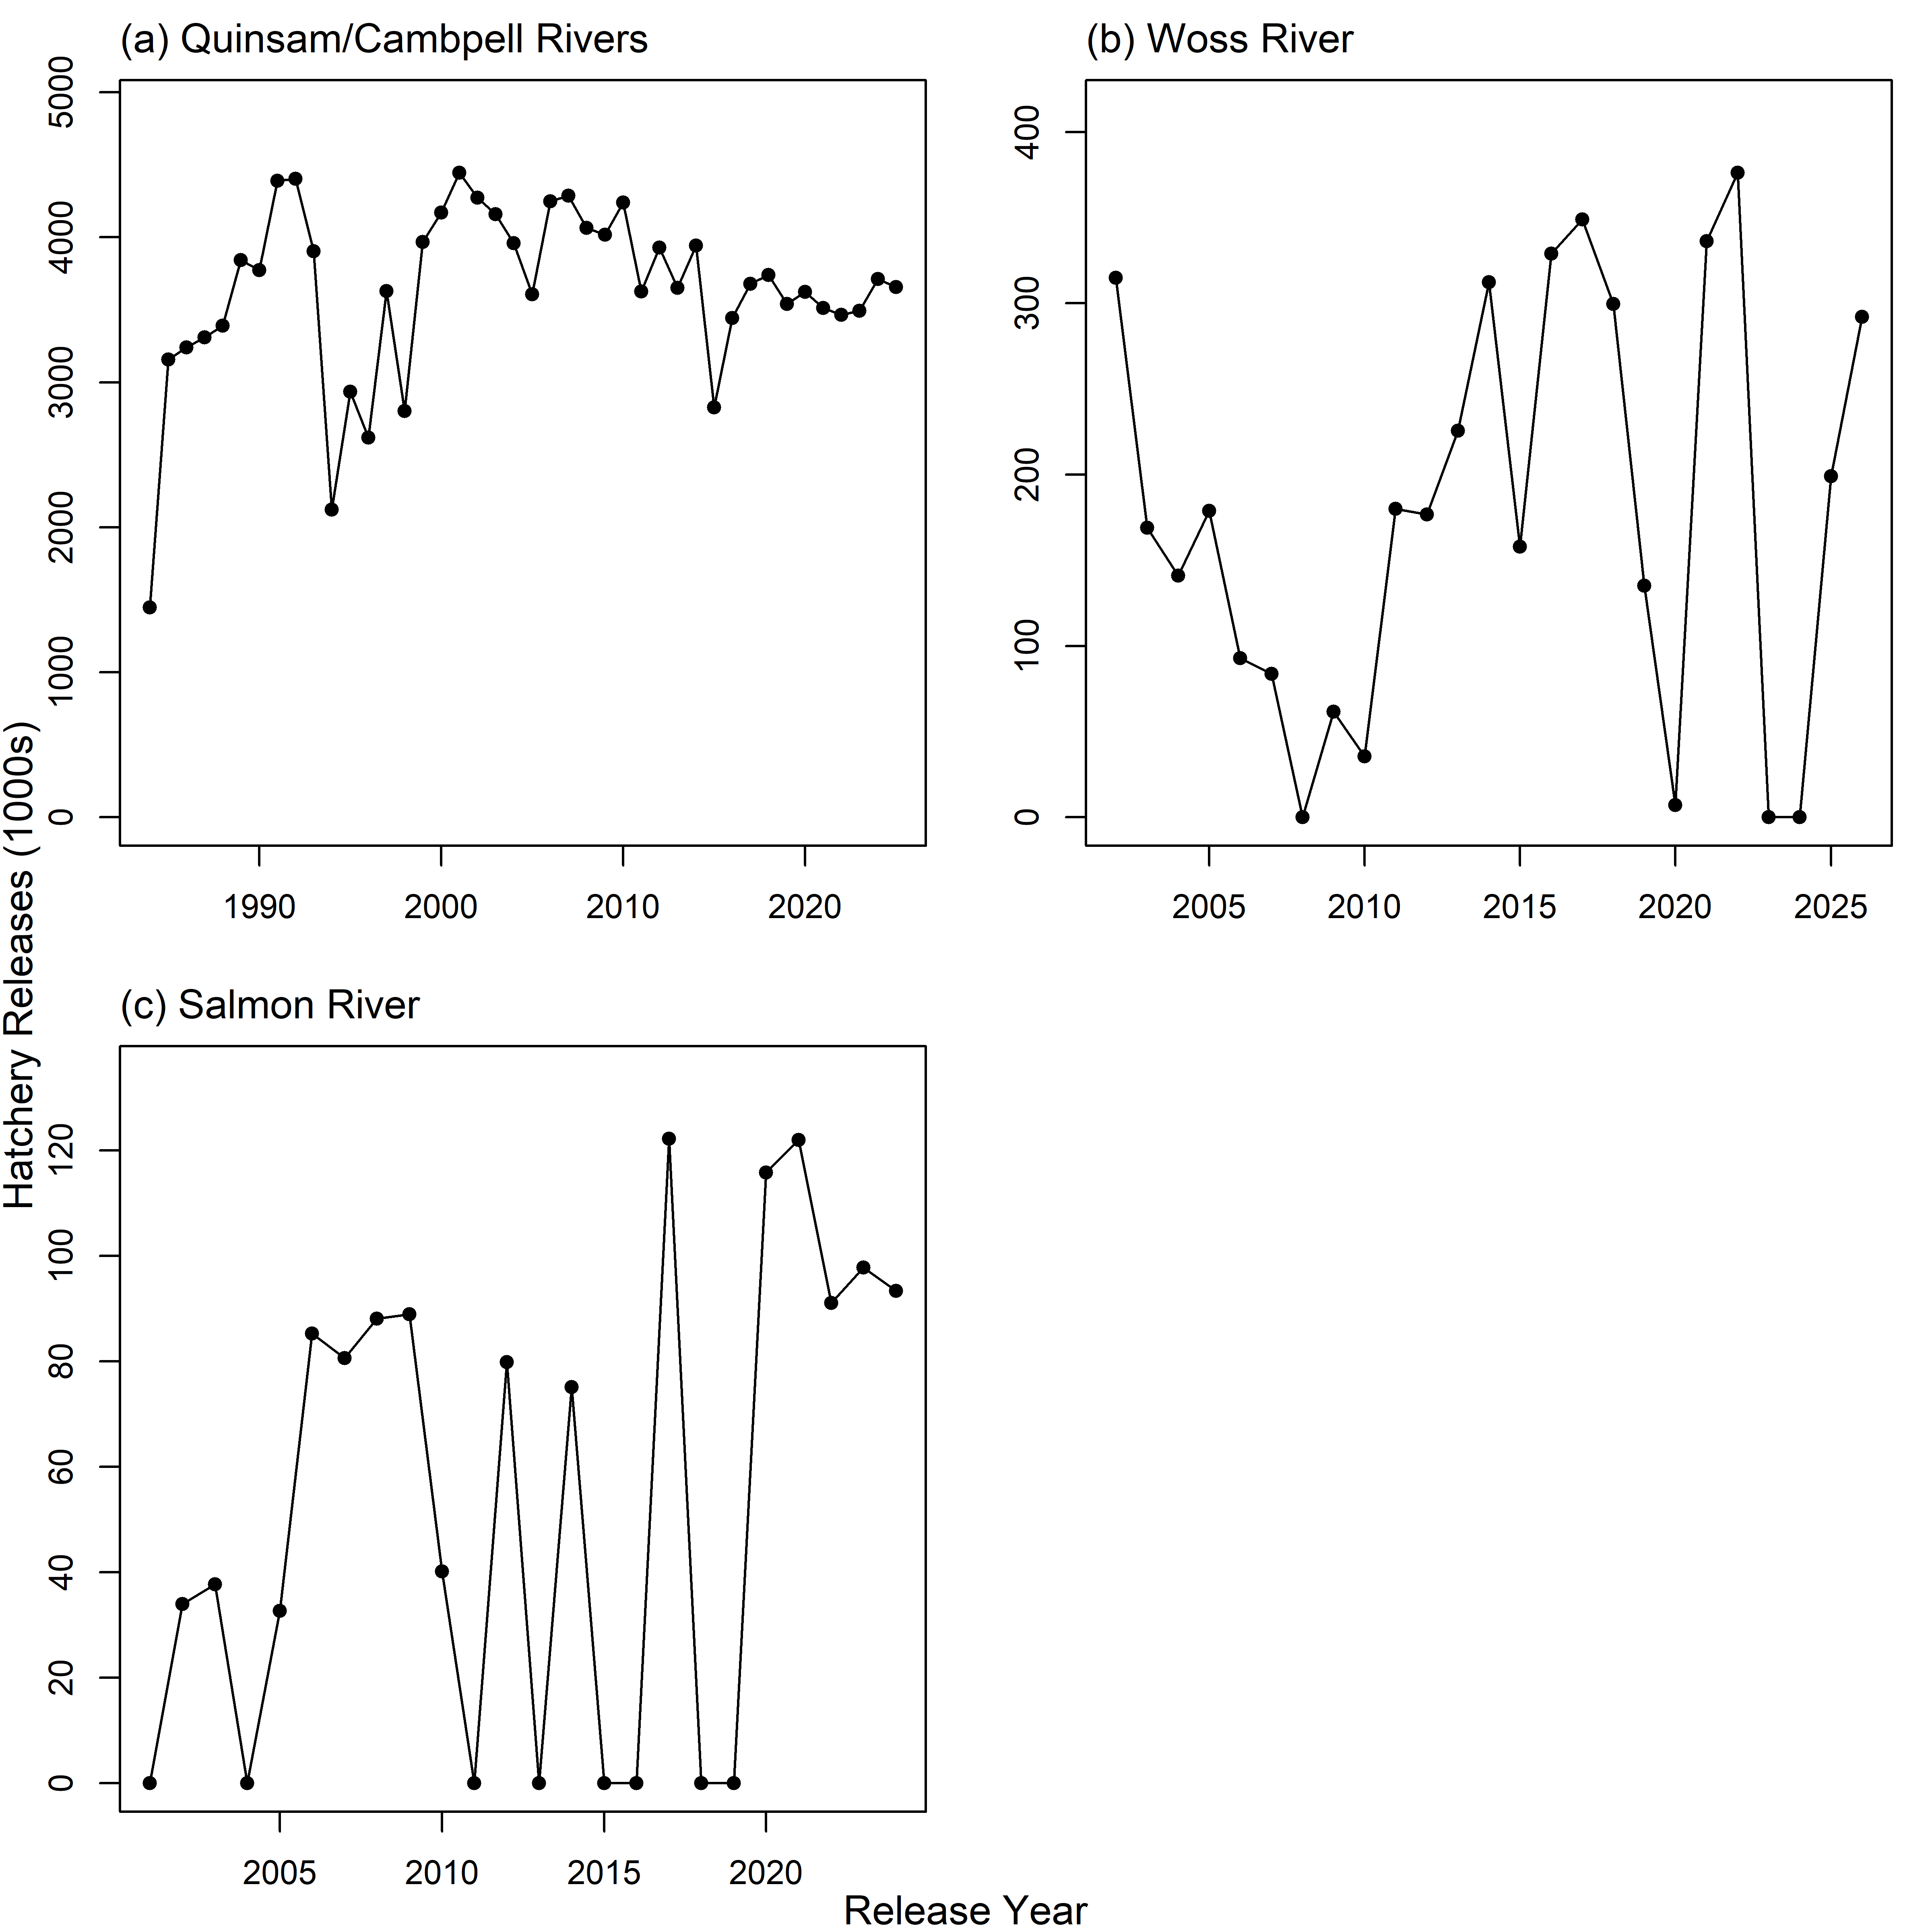 (a) Quinsam/Cambpell Rivers
5000
4000
3000
2000
1000
0
1990 2000 2010 2020
(b) Woss River
400
300
200
100
0
2005 2010 2015 2020 2025
(c) Salmon River
120
100
80
60
40
20
0
2005 2010 2015 2020
Hatchery Releases (1000s)
Release Year